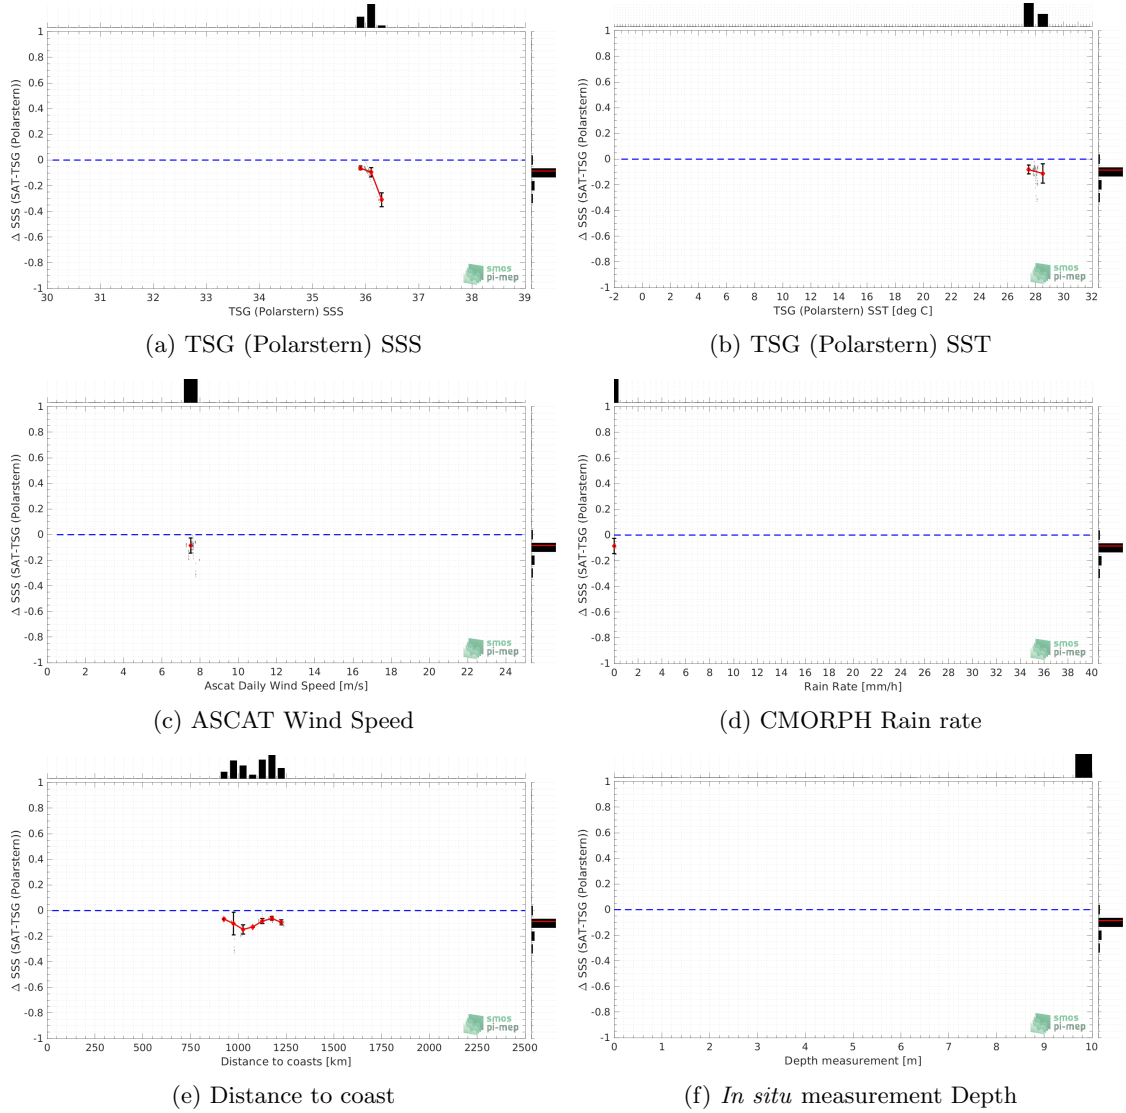 1
0.8
0.6
0.4
0.2
0
-0.2
-0.4
-0.6
-0.8
-1
Δ SSS (SAT-TSG (Polarstern))
30 31 32 33 34 35 36 37 38 39
TSG (Polarstern) SSS
smos
pi-mep
(a) TSG (Polarstern) SSS
1
0.8
0.6
0.4
0.2
0
-0.2
-0.4
-0.6
-0.8
-1
Δ SSS (SAT-TSG (Polarstern))
-2 0 2 4 6 8 10 12 14 16 18 20 22 24 26 28 30 32
TSG (Polarstern) SST [deg C]
smos
pi-mep
(b) TSG (Polarstern) SST
1
0.8
0.6
0.4
0.2
0
-0.2
-0.4
-0.6
-0.8
-1
Δ SSS (SAT-TSG (Polarstern))
0 2 4 6 8 10 12 14 16 18 20 22 24
Ascat Daily Wind Speed [m/s]
smos
pi-mep
(c) ASCAT Wind Speed
1
0.8
0.6
0.4
0.2
0
-0.2
-0.4
-0.6
-0.8
-1
Δ SSS (SAT-TSG (Polarstern))
0 2 4 6 8 10 12 14 16 18 20 22 24 26 28 30 32 34 36 38 40
Rain Rate [mm/h]
smos
pi-mep
(d) CMORPH Rain rate
1
0.8
0.6
0.4
0.2
0
-0.2
-0.4
-0.6
-0.8
-1
Δ SSS (SAT-TSG (Polarstern))
0 250 500 750 1000 1250 1500 1750 2000 2250 2500
Distance to coasts [km]
smos
pi-mep
(e) Distance to coast
1
0.8
0.6
0.4
0.2
0
-0.2
-0.4
-0.6
-0.8
-1
Δ SSS (SAT-TSG (Polarstern))
0 1 2 3 4 5 6 7 8 9 10
Depth measurement [m]
smos
pi-mep
(f) In situ measurement Depth